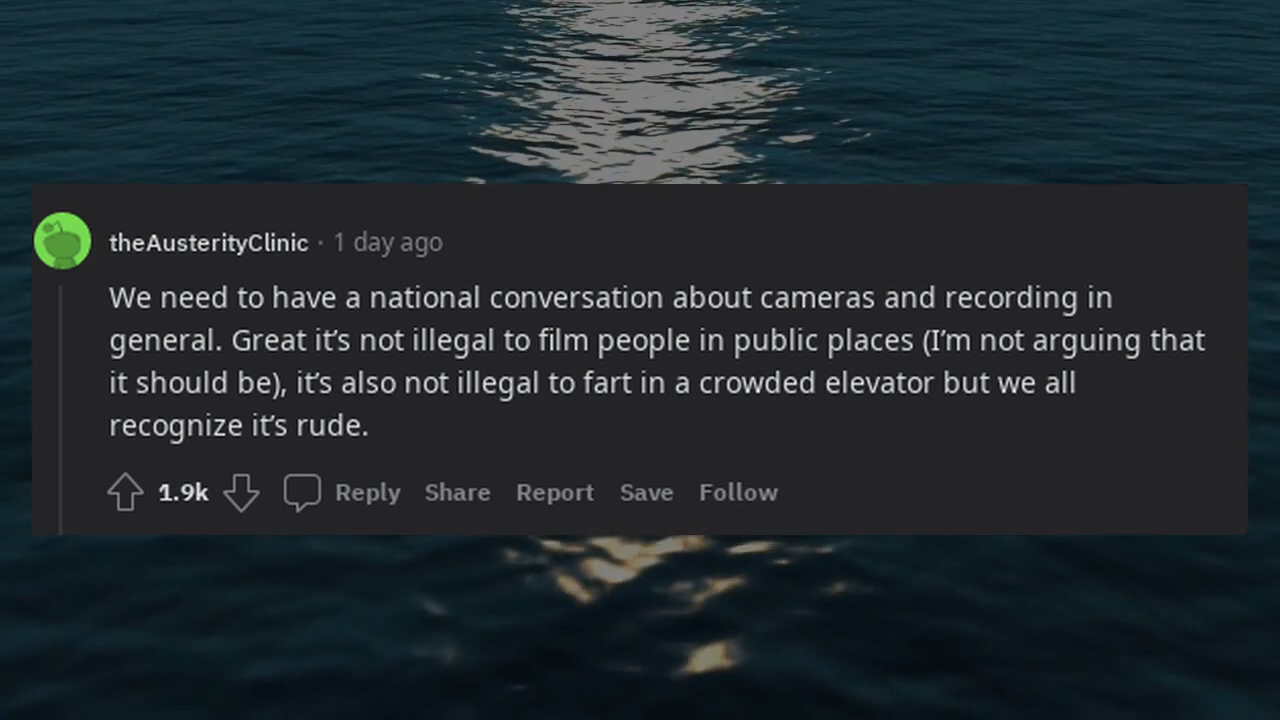 theAusterityClinic · 1 day ago
We need to have a national conversation about cameras and recording in
general. Great it’s not illegal to film people in public places (I’m not arguing that
it should be), it’s also not illegal to fart in a crowded elevator but we all
recognize it’s rude.
1.9k Reply Share Report Save Follow